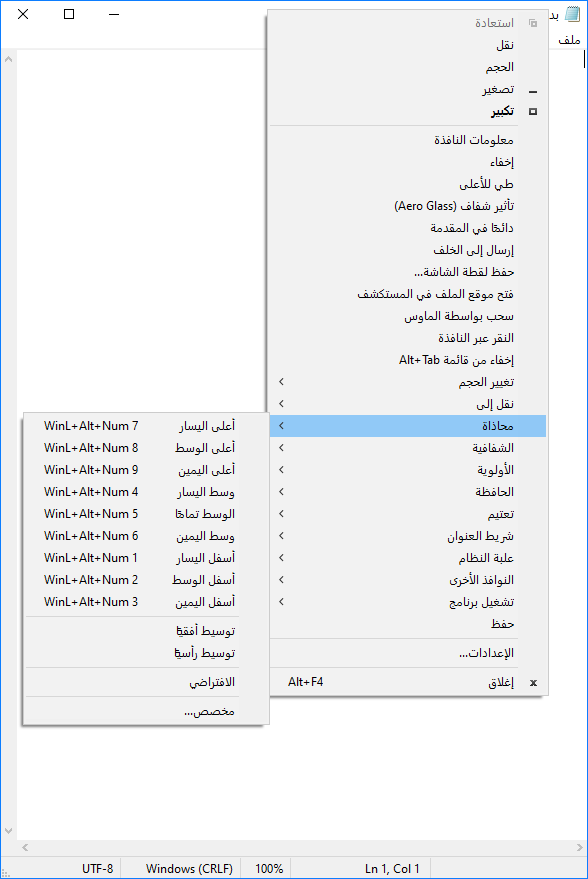 بد
ملف
استعادة
نقل
الحجم
تصغير
تكبير
معلومات النافذة
إخفاء
طي للأعلى
تأثير شفاف (Aero Glass)
دائمًا في المقدمة
إرسال إلى الخلف
حفظ لقطة الشاشة...
فتح موقع الملف في المستكشف
سحب بواسطة الماوس
النقر عبر النافذة
إخفاء من قائمة Alt+Tab
تغيير الحجم
نقل إلى
محاذاة
الشفافية
الأولوية
الحافظة
تعتيم
شريط العنوان
علبة النظام
النوافذ الأخرى
تشغيل برنامج
حفظ
الإعدادات...
إغلاق Alt+F4
أعلى اليسار WinL+Alt+Num 7
أعلى الوسط WinL+Alt+Num 8
أعلى اليمين WinL+Alt+Num 9
وسط اليسار WinL+Alt+Num 4
الوسط تمامًا WinL+Alt+Num 5
وسط اليمين WinL+Alt+Num 6
أسفل اليسار WinL+Alt+Num 1
أسفل الوسط WinL+Alt+Num 2
أسفل اليمين WinL+Alt+Num 3
توسيط أفقيًا
توسيط رأسيًا
الافتراضي
مخصص...
Ln 1, Col 1 100% Windows (CRLF) UTF-8